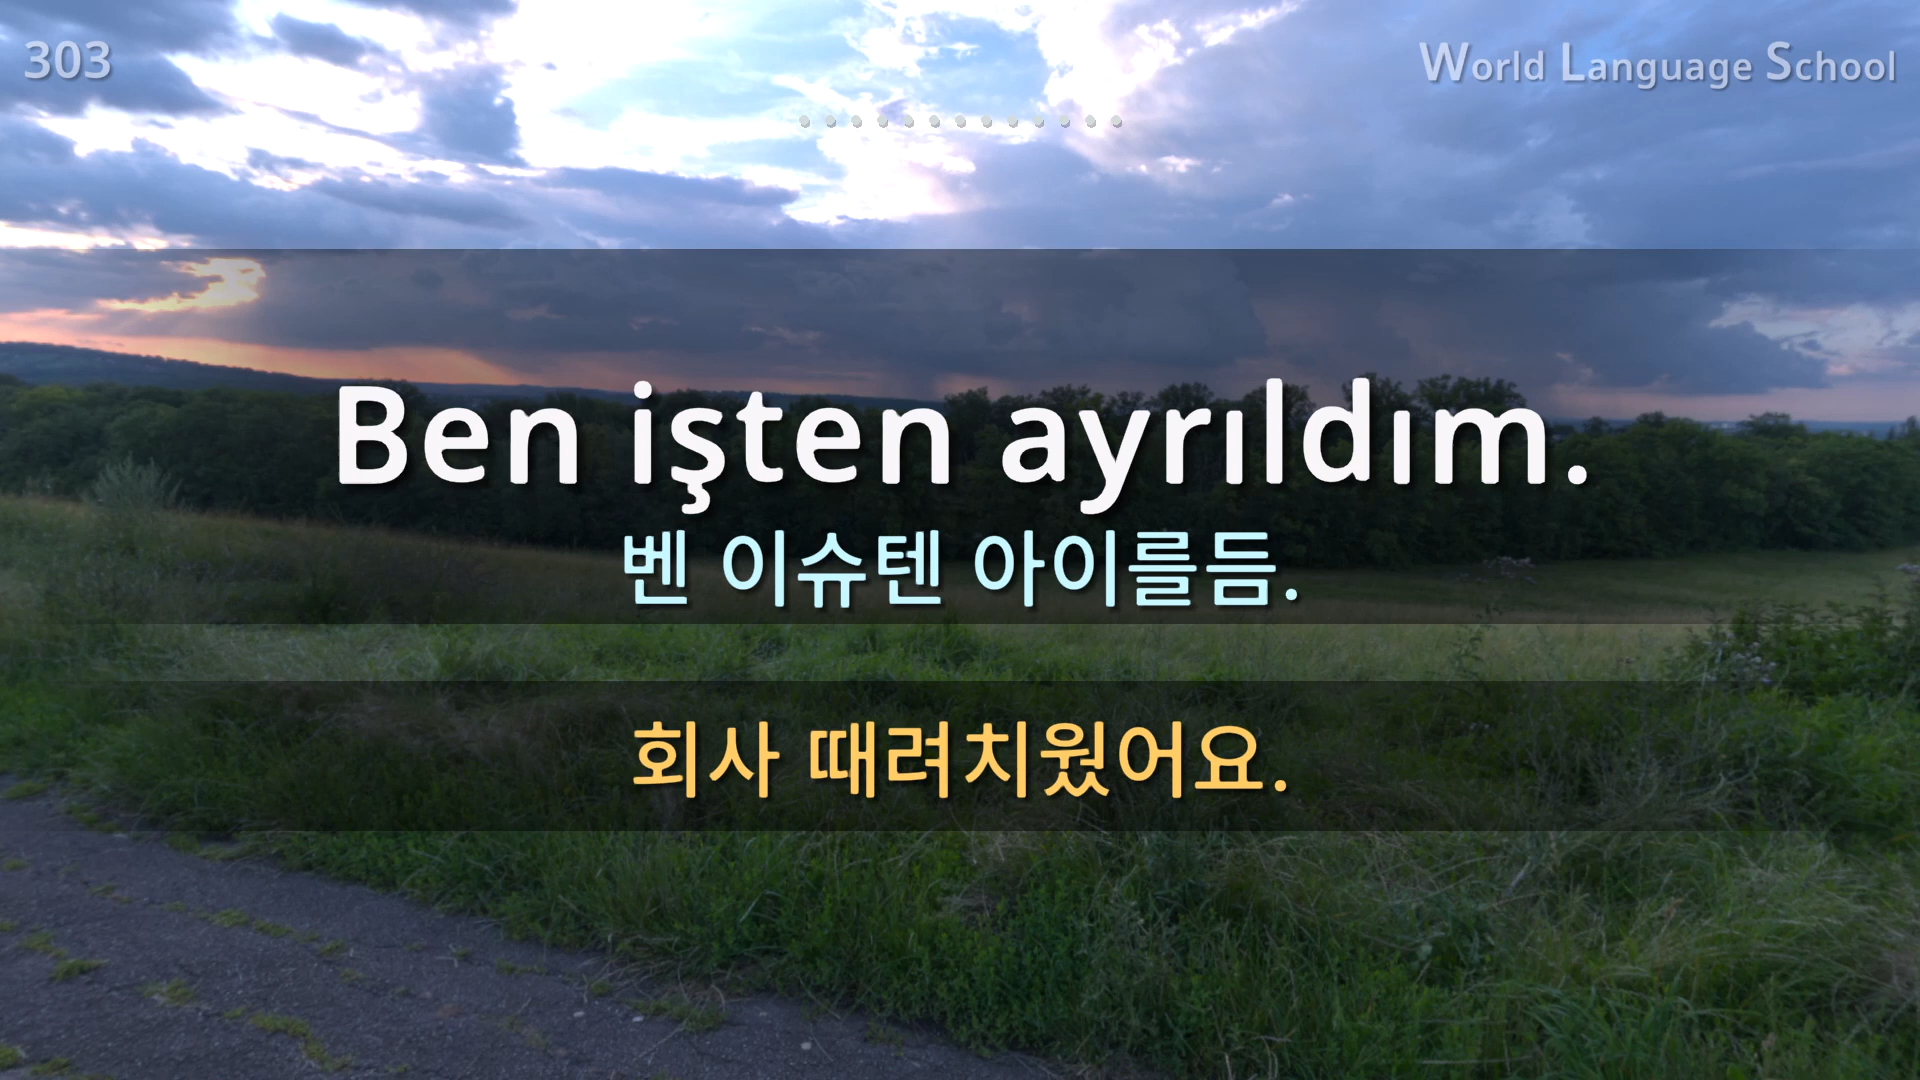 303
World Language School
Ben işten ayrıldım.
벤 이슈텐 아이를듬.
회사 때려치웠어요.